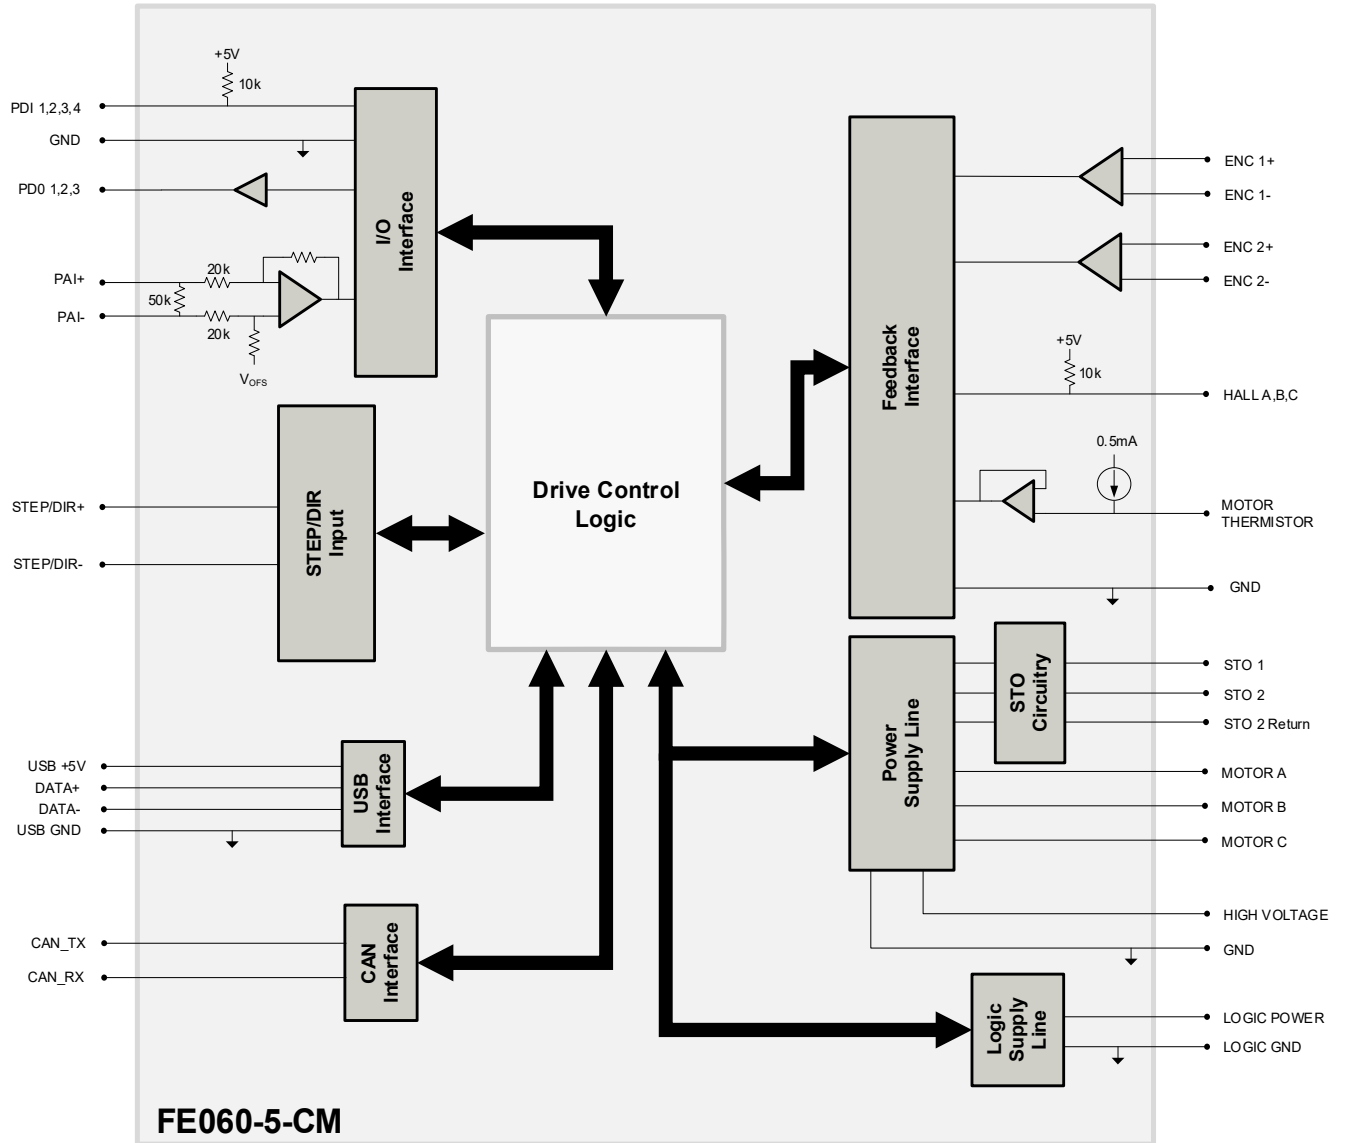 +5V
10k
PDI 1,2,3,4
GND
PD0 1,2,3
PAI+
20k
50k
PAI-
20k
VOFS
I/O
Interface
STEP/DIR+
STEP/DIR-
STEP/DIR
Input
Drive Control
Logic
USB +5V
DATA+
DATA-
USB GND
USB
Interface
CAN_TX
CAN_RX
CAN
Interface
Feedback
Interface
ENC 1+
ENC 1-
ENC 2+
ENC 2-
+5V
10k
HALL A,B,C
0.5mA
MOTOR
THERMISTOR
GND
Power
Supply Line
STO
Circuitry
STO 1
STO 2
STO 2 Return
MOTOR A
MOTOR B
MOTOR C
HIGH VOLTAGE
GND
Logic
Supply
Line
LOGIC POWER
LOGIC GND
FE060-5-CM